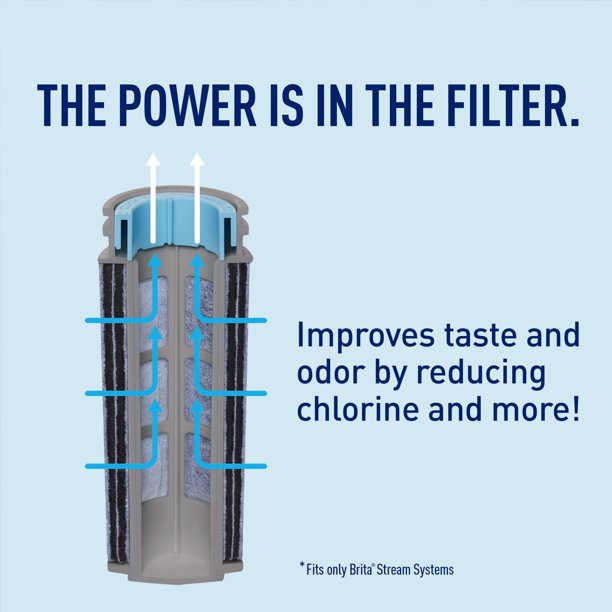 THE POWER IS IN THE FILTER.
Improves taste and
odor by reducing
chlorine and more!
*Fits only Brita® Stream Systems